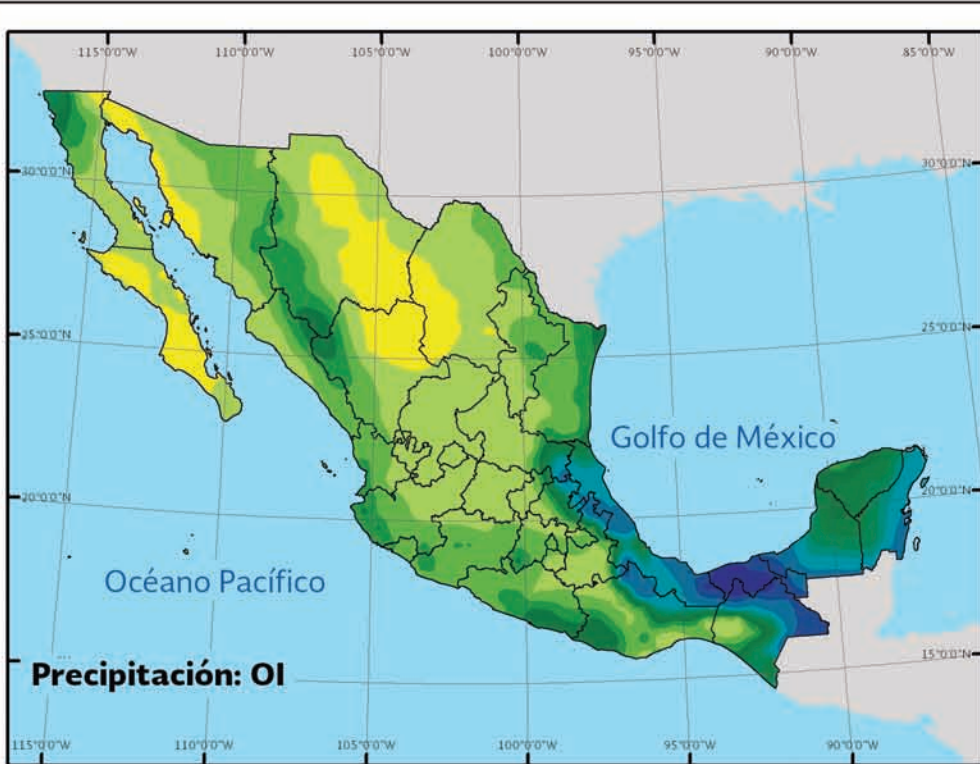 115°0'0"W 110°0'0"W 105°0'0"W 100°0'0"W 95°0'0"W 90°0'0"W 85°0'0"W
30°0'0"N 30°0'0"N
25°0'0"N 25°0'0"N
Golfo de México
20°0'0"N 20°0'0"N
Océano Pacífico
15°0'0"N
Precipitación: OI
115°0'0"W 110°0'0"W 105°0'0"W 100°0'0"W 95°0'0"W 90°0'0"W